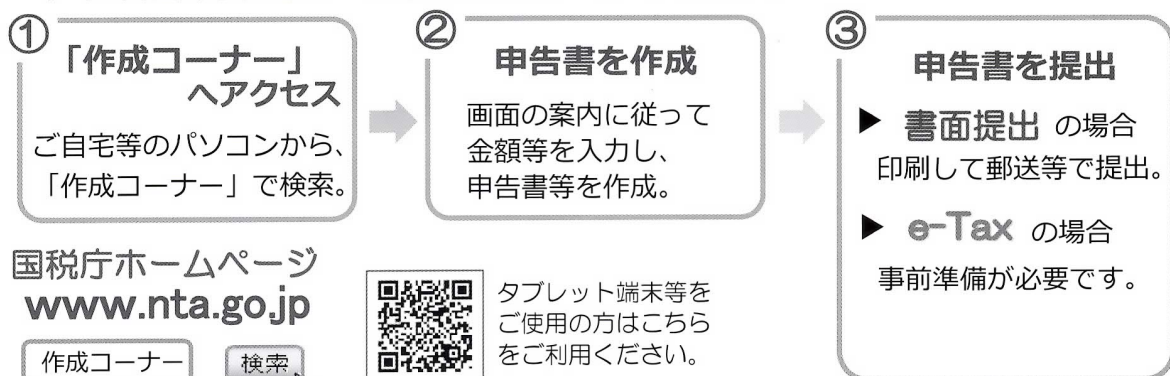 ①
「作成コーナー」
へアクセス
ご自宅等のパソコンから、
「作成コーナー」で検索。
②
申告書を作成
画面の案内に従って
金額等を入力し、
申告書等を作成。
③
申告書を提出
▶ 書面提出 の場合
印刷して郵送等で提出。
▶ e-Tax の場合
事前準備が必要です。
国税庁ホームページ
www.nta.go.jp
作成コーナー 検索
タブレット端末等を
ご使用の方はこちら
をご利用ください。